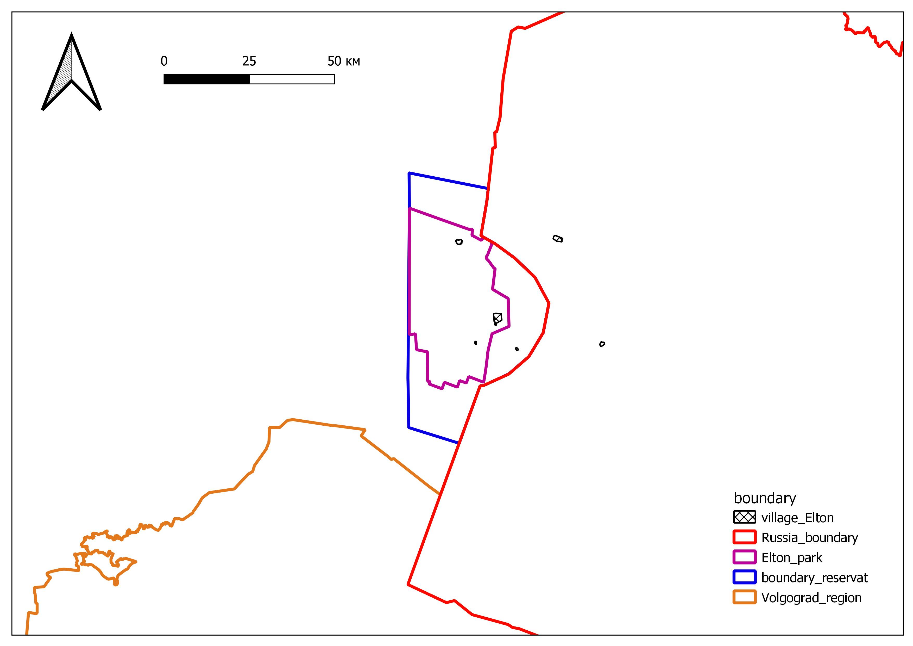 0 25 50 км
boundary
village_Elton
Russia_boundary
Elton_park
boundary_reservat
Volgograd_region